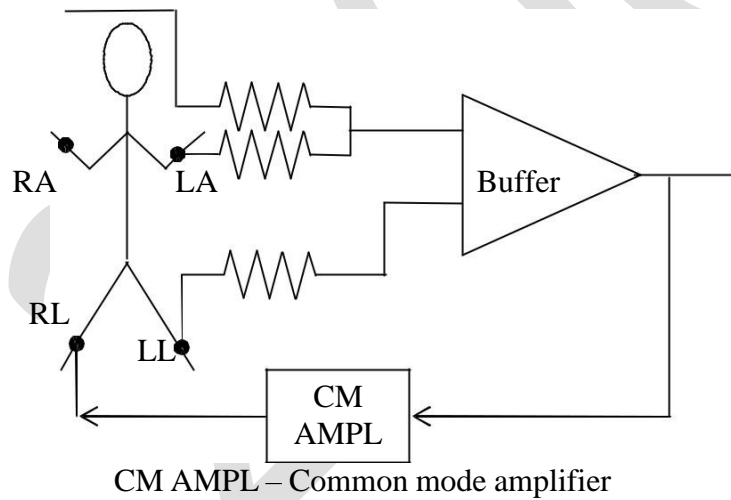 Buffer
RA
LA
RL
LL
CM
AMPL
CM AMPL – Common mode amplifier